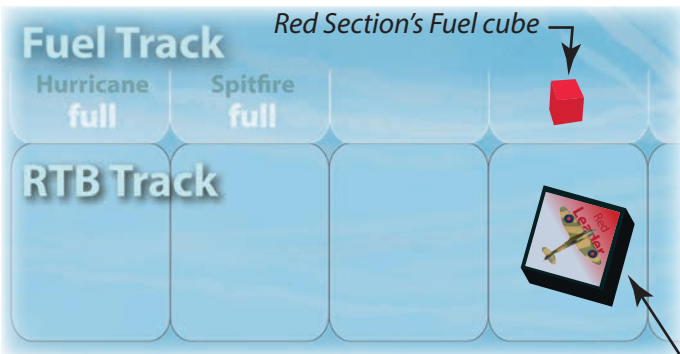 Red Section's Fuel cube
Fuel Track
Hurricane
full
Spitfire
full
RTB Track
Red
Leader